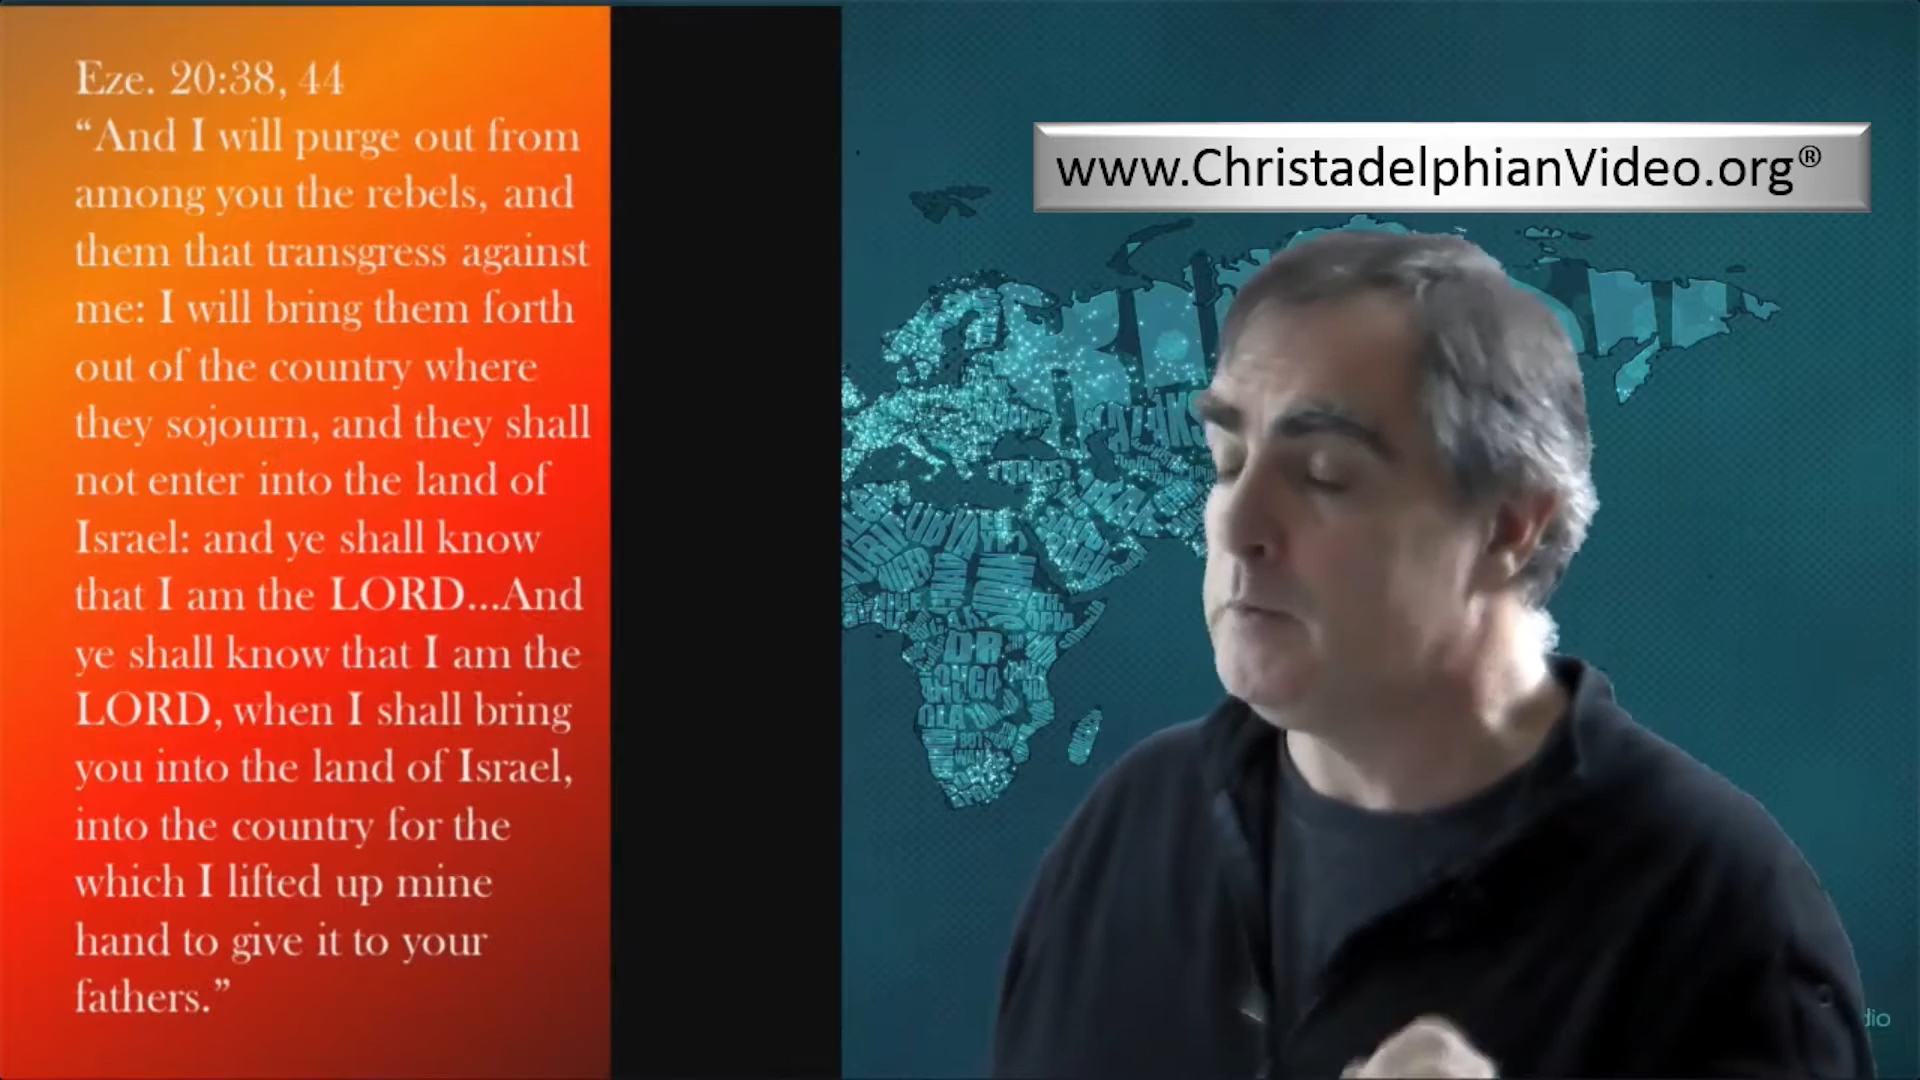 Eze. 20:38, 44
“And I will purge out from
among you the rebels, and
them that transgress against
me: I will bring them forth
out of the country where
they sojourn, and they shall
not enter into the land of
Israel: and ye shall know
that I am the LORD...And
ye shall know that I am the
LORD, when I shall bring
you into the land of Israel,
into the country for the
which I lifted up mine
hand to give it to your
fathers.”
www.ChristadelphianVideo.org®